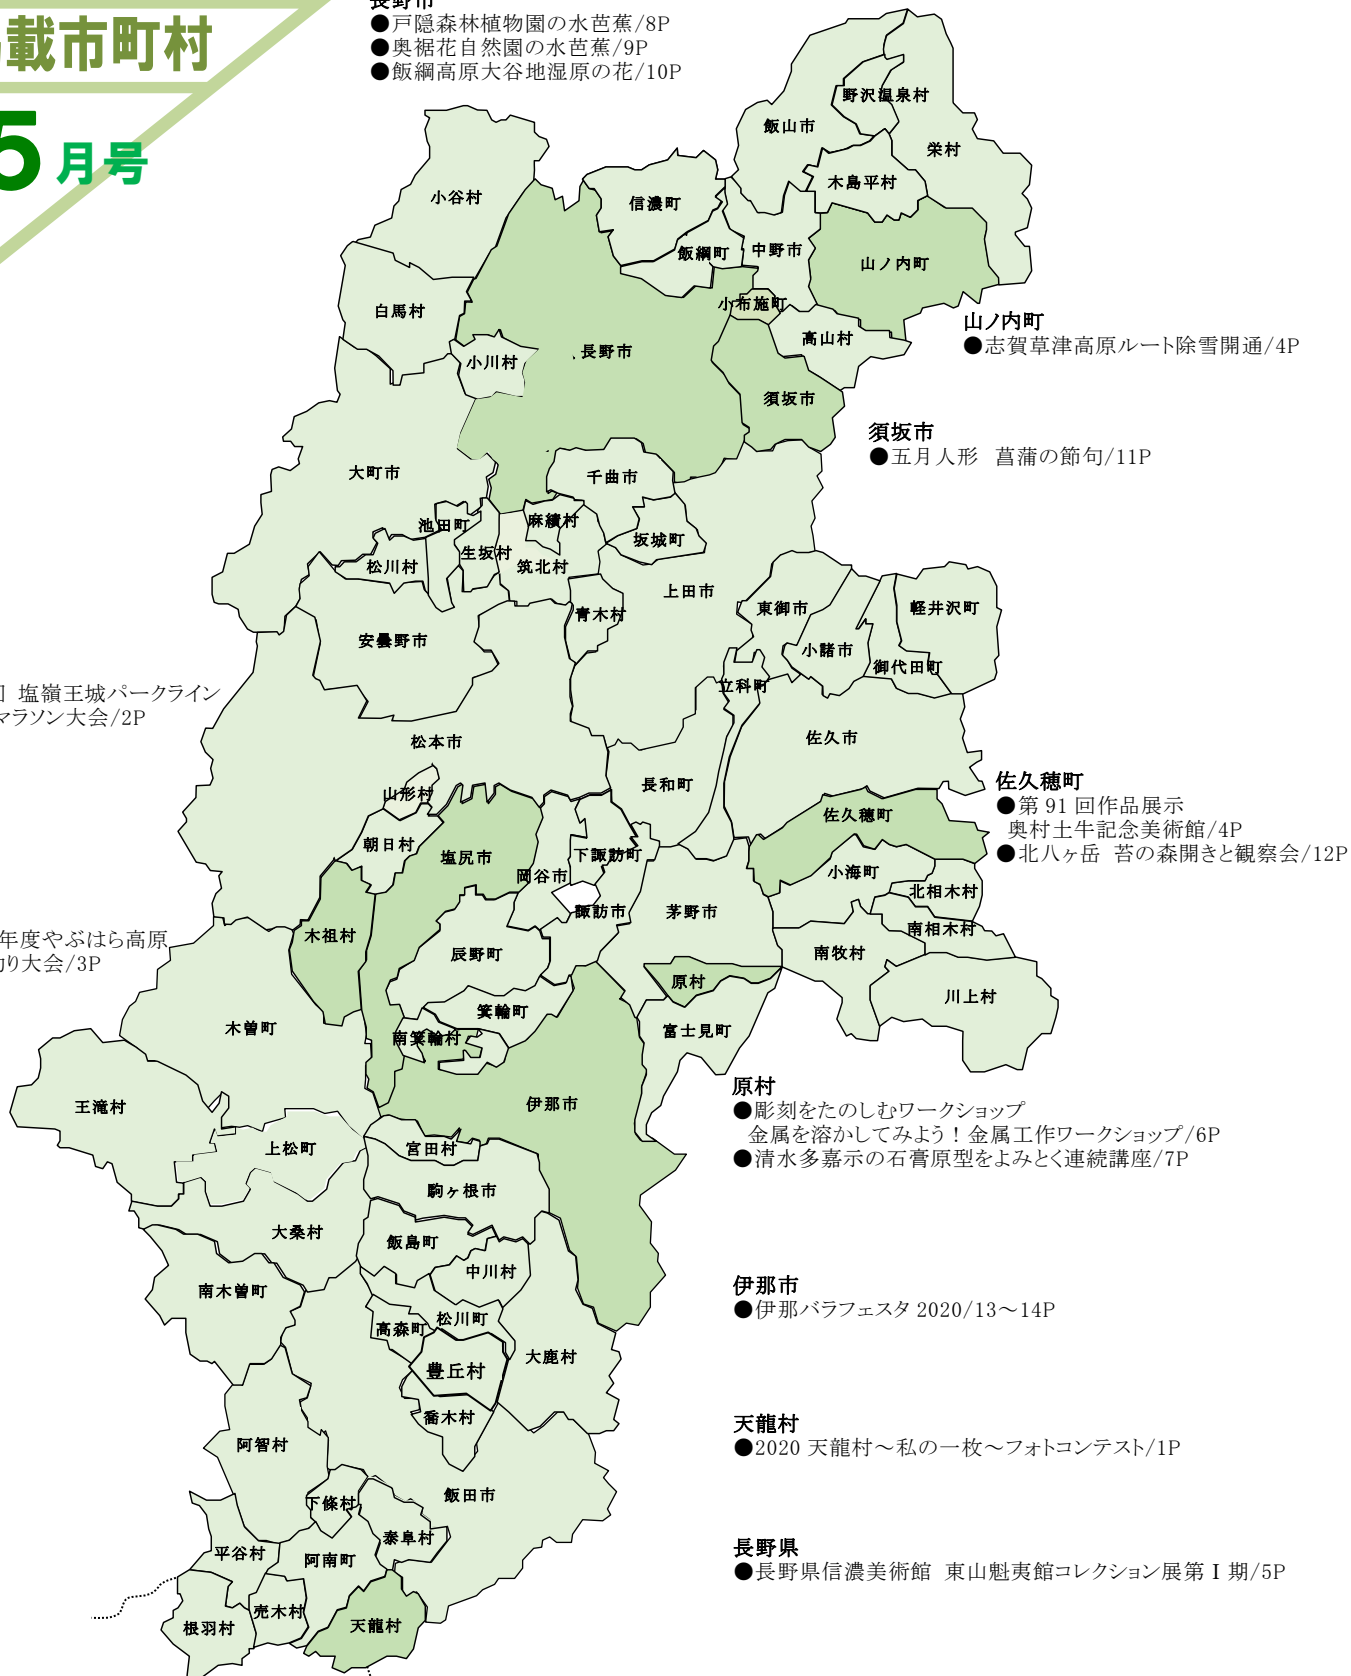 載市町村
5月号
長野市
●戸隠森林植物園の水芭蕉/8P
●奥裾花自然園の水芭蕉/9P
●飯綱高原大谷地湿原の花/10P
野沢温泉村
飯山市
栄村
木島平村
小谷村
信濃町
飯綱町
中野市
山ノ内町
白馬村
小布施町
高山村
長野市
小川村
須坂市
山ノ内町
●志賀草津高原ルート除雪開通/4P
須坂市
●五月人形 菖蒲の節句/11P
大町市
千曲市
池田町
麻績村
坂城町
生坂村
松川村
筑北村
上田市
青木村
東御市
軽井沢町
安曇野市
小諸市
御代田町
立科町
塩嶺王城パークライン
マラソン大会/2P
松本市
佐久市
長和町
山形村
佐久穂町
朝日村
塩尻市
下諏訪町
岡谷市
小海町
北相木村
諏訪市
茅野市
南相木村
木祖村
辰野町
南牧村
原村
川上村
箕輪町
富士見町
南箕輪村
木曽町
佐久穂町
●第 91 回作品展示
奥村土牛記念美術館/4P
●北八ヶ岳 苔の森開きと観察会/12P
年度やぶはら高原
り大会/3P
王滝村
伊那市
上松町
宮田村
駒ヶ根市
大桑村
飯島町
中川村
南木曽町
松川町
高森町
大鹿村
豊丘村
喬木村
阿智村
飯田市
下條村
泰阜村
平谷村
阿南町
売木村
根羽村
天龍村
原村
●彫刻をたのしむワークショップ
金属を溶かしてみよう！金属工作ワークショップ/6P
●清水多嘉示の石膏原型をよみとく連続講座/7P
伊那市
●伊那バラフェスタ 2020/13～14P
天龍村
●2020 天龍村～私の一枚～フォトコンテスト/1P
長野県
●長野県信濃美術館 東山魁夷館コレクション展第Ⅰ期/5P